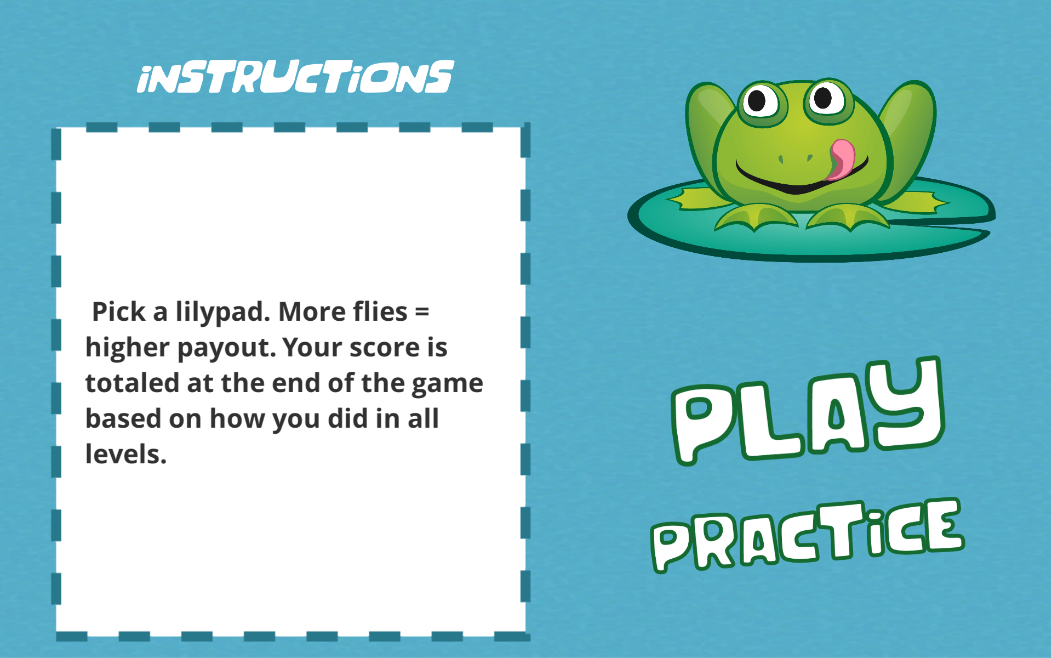 INSTRUCTIONS
Pick a lilypad. More flies =
higher payout. Your score is
totaled at the end of the game
based on how you did in all
levels.
PLAY
PRACTICE